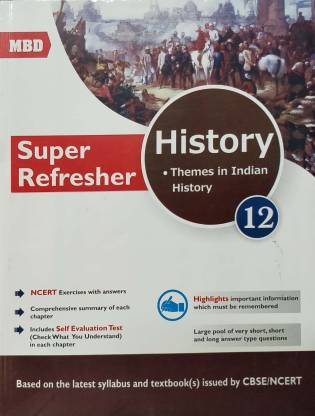 MBD
Super
Refresher
History
• Themes in Indian
History
12
NCERT Exercises with answers
Comprehensive summary of each
chapter
Includes Self Evaluation Test
(Check What You Understand)
in each chapter
Highlights important information
which must be remembered
Large pool of very short, short
and long answer type questions
Based on the latest syllabus and textbook(s) issued by CBSE/NCERT